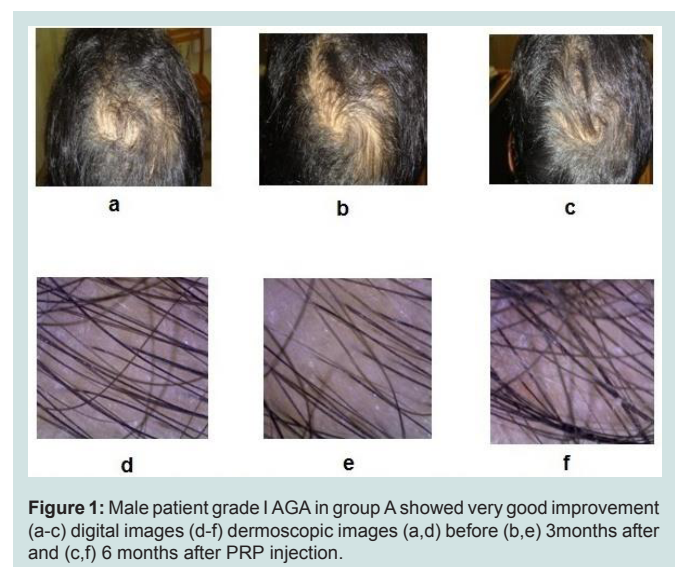 a
b
c
d
e
f
Figure 1: Male patient grade I AGA in group A showed very good improvement
(a-c) digital images (d-f) dermoscopic images (a,d) before (b,e) 3months after
and (c,f) 6 months after PRP injection.